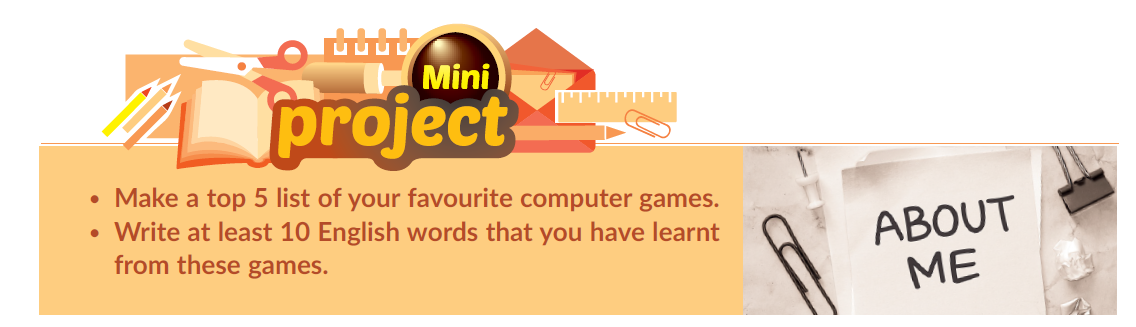 Mini
project
• Make a top 5 list of your favourite computer games.
• Write at least 10 English words that you have learnt
from these games.
ABOUT
ME